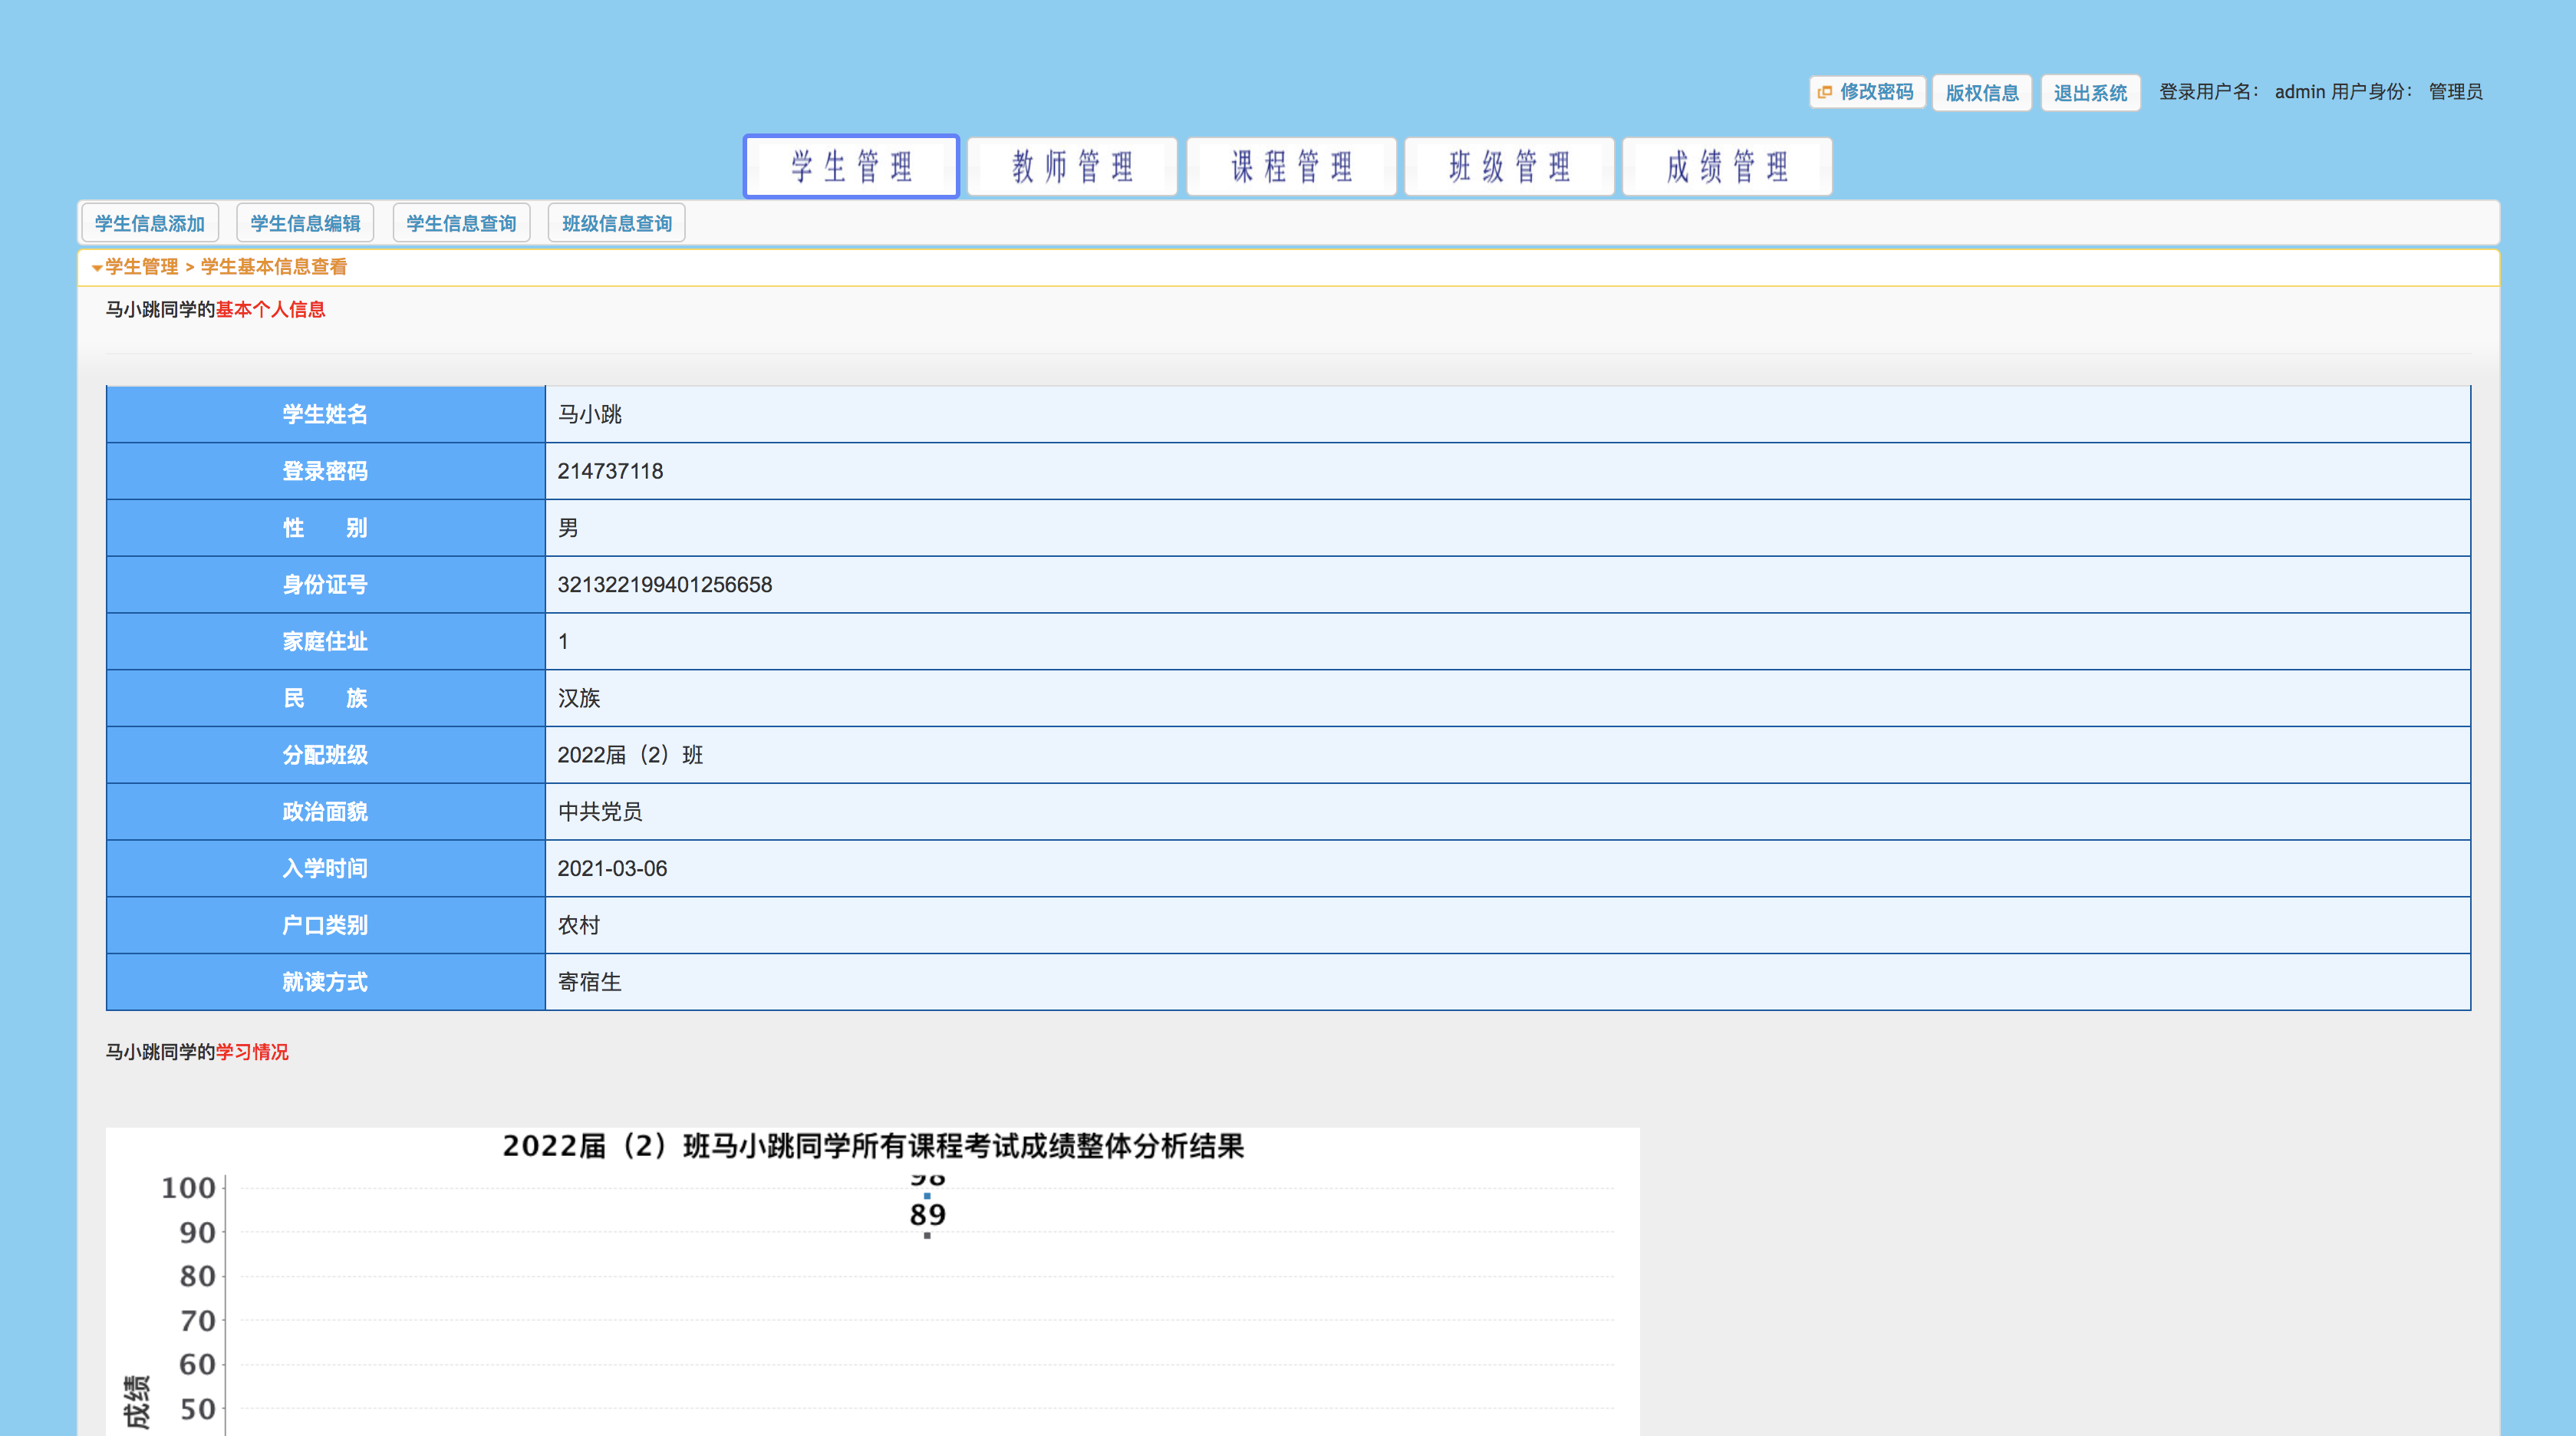 修改密码 版权信息 退出系统 登录用户名： admin 用户身份： 管理员
学生管理 教师管理 课程管理 班级管理 成绩管理
学生信息添加 学生信息编辑 学生信息查询 班级信息查询
学生管理 > 学生基本信息查看
马小跳同学的基本个人信息
学生姓名 马小跳
登录密码 214737118
性 别 男
身份证号 321322199401256658
家庭住址 1
民 族 汉族
分配班级 2022届（2）班
政治面貌 中共党员
入学时间 2021-03-06
户口类别 农村
就读方式 寄宿生
马小跳同学的学习情况
2022届（2）班马小跳同学所有课程考试成绩整体分析结果
98
100
89
90
80
70
60
50
成绩